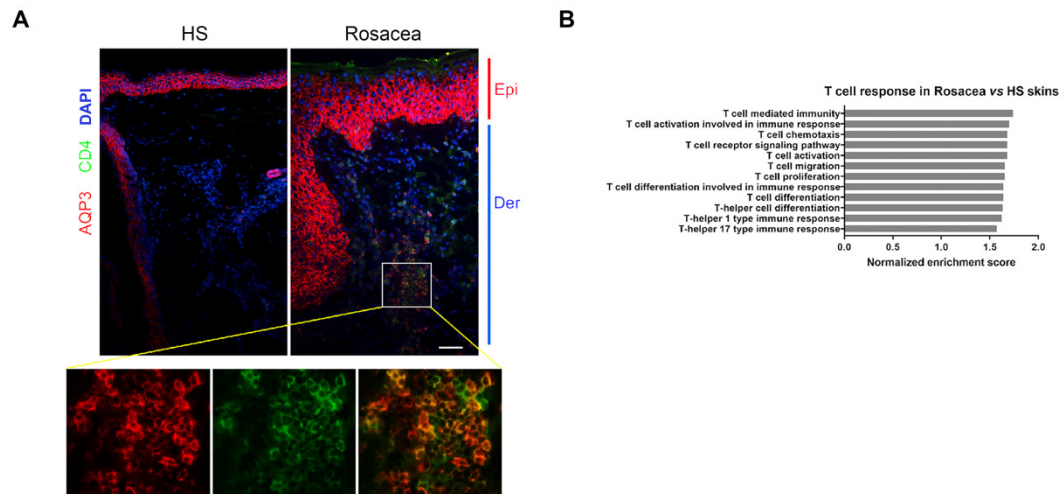 A
HS
Rosacea
AQP3 CD4 DAPI
Epi
Der
B
T cell response in Rosacea vs HS skins
T cell mediated immunity
T cell activation involved in immune response
T cell chemotaxis
T cell receptor signaling pathway
T cell activation
T cell migration
T cell proliferation
T cell differentiation involved in immune response
T cell differentiation
T-helper cell differentiation
T-helper 1 type immune response
T-helper 17 type immune response
0.0 0.5 1.0 1.5 2.0
Normalized enrichment score